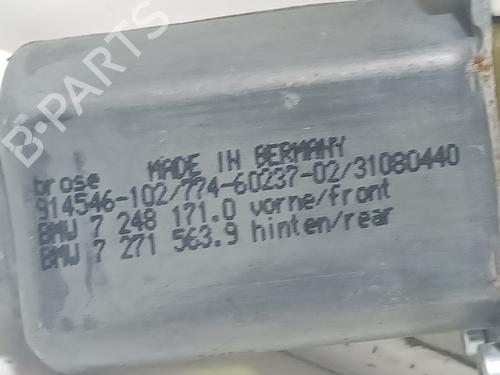 B-PARTS
brose MADE IN GERMANY
914546-102/774-60237-02/31080440
BMW 7 248 171.0 vorne/front
BMW 7 271 563.9 hinten/rear